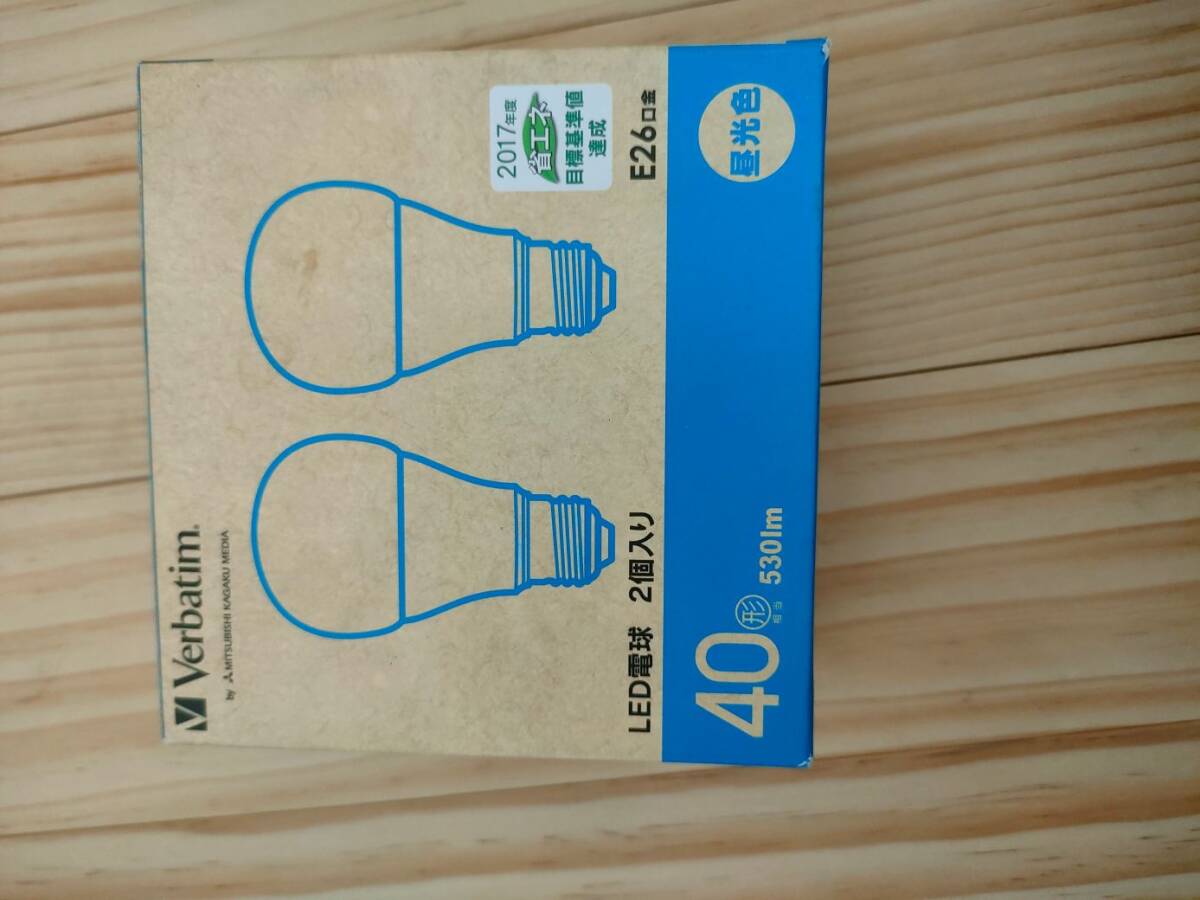 Verbatim®
by MITSUBISHI KAGAKU MEDIA
2017年度
省エネ
目標基準値
達成
LED電球 2個入り
E26口金
40形 530lm
相当
昼光色